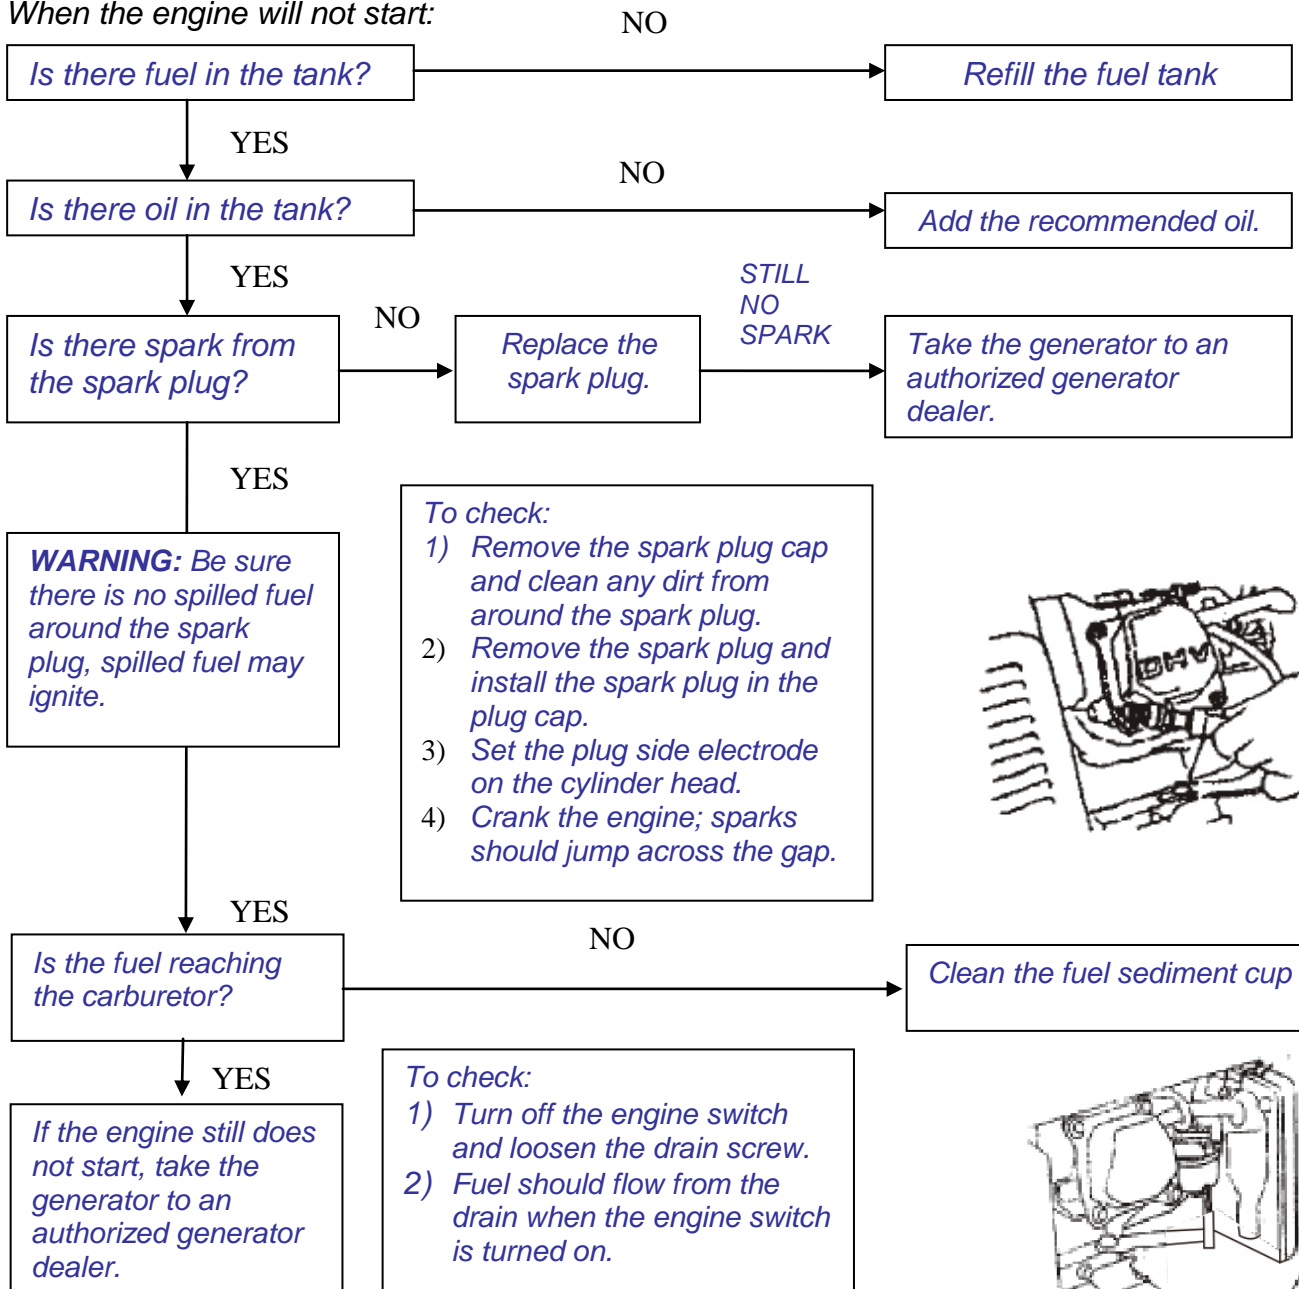 When the engine will not start:
NO
Is there fuel in the tank?
Refill the fuel tank
YES
NO
Is there oil in the tank?
Add the recommended oil.
YES
NO
STILL
NO
SPARK
Is there spark from
the spark plug?
Replace the
spark plug.
Take the generator to an
authorized generator
dealer.
YES
WARNING: Be sure
there is no spilled fuel
around the spark
plug, spilled fuel may
ignite.
To check:
1) Remove the spark plug cap
and clean any dirt from
around the spark plug.
2) Remove the spark plug and
install the spark plug in the
plug cap.
3) Set the plug side electrode
on the cylinder head.
4) Crank the engine; sparks
should jump across the gap.
OHV
YES
NO
Is the fuel reaching
the carburetor?
Clean the fuel sediment cup
YES
If the engine still does
not start, take the
generator to an
authorized generator
dealer.
To check:
1) Turn off the engine switch
and loosen the drain screw.
2) Fuel should flow from the
drain when the engine switch
is turned on.